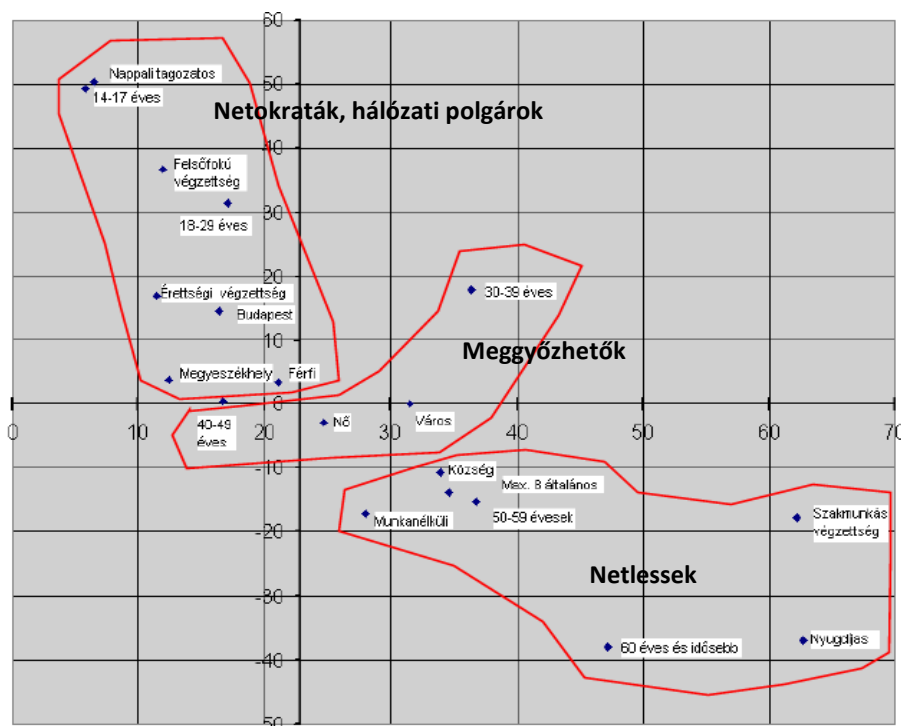 60
Nappali tagozatos
50
14-17 éves
Netokraták, hálózati polgárok
40
Felsőfokú
végzettség
30
18-29 éves
20
30-39 éves
Érettségi végzettség
Budapest
10
Meggyőzhetők
Megyeszékhely
Férfi
0
0 10 20 30 40 50 60 70
40-49
éves
Nő
Város
-10
Község
Max. 8 általános
50-59 évesek
Munkanélküli
Szakmunkás
végzettség
-20
Netlessek
-30
60 éves és idősebb
Nyugdíjas
-40
-50